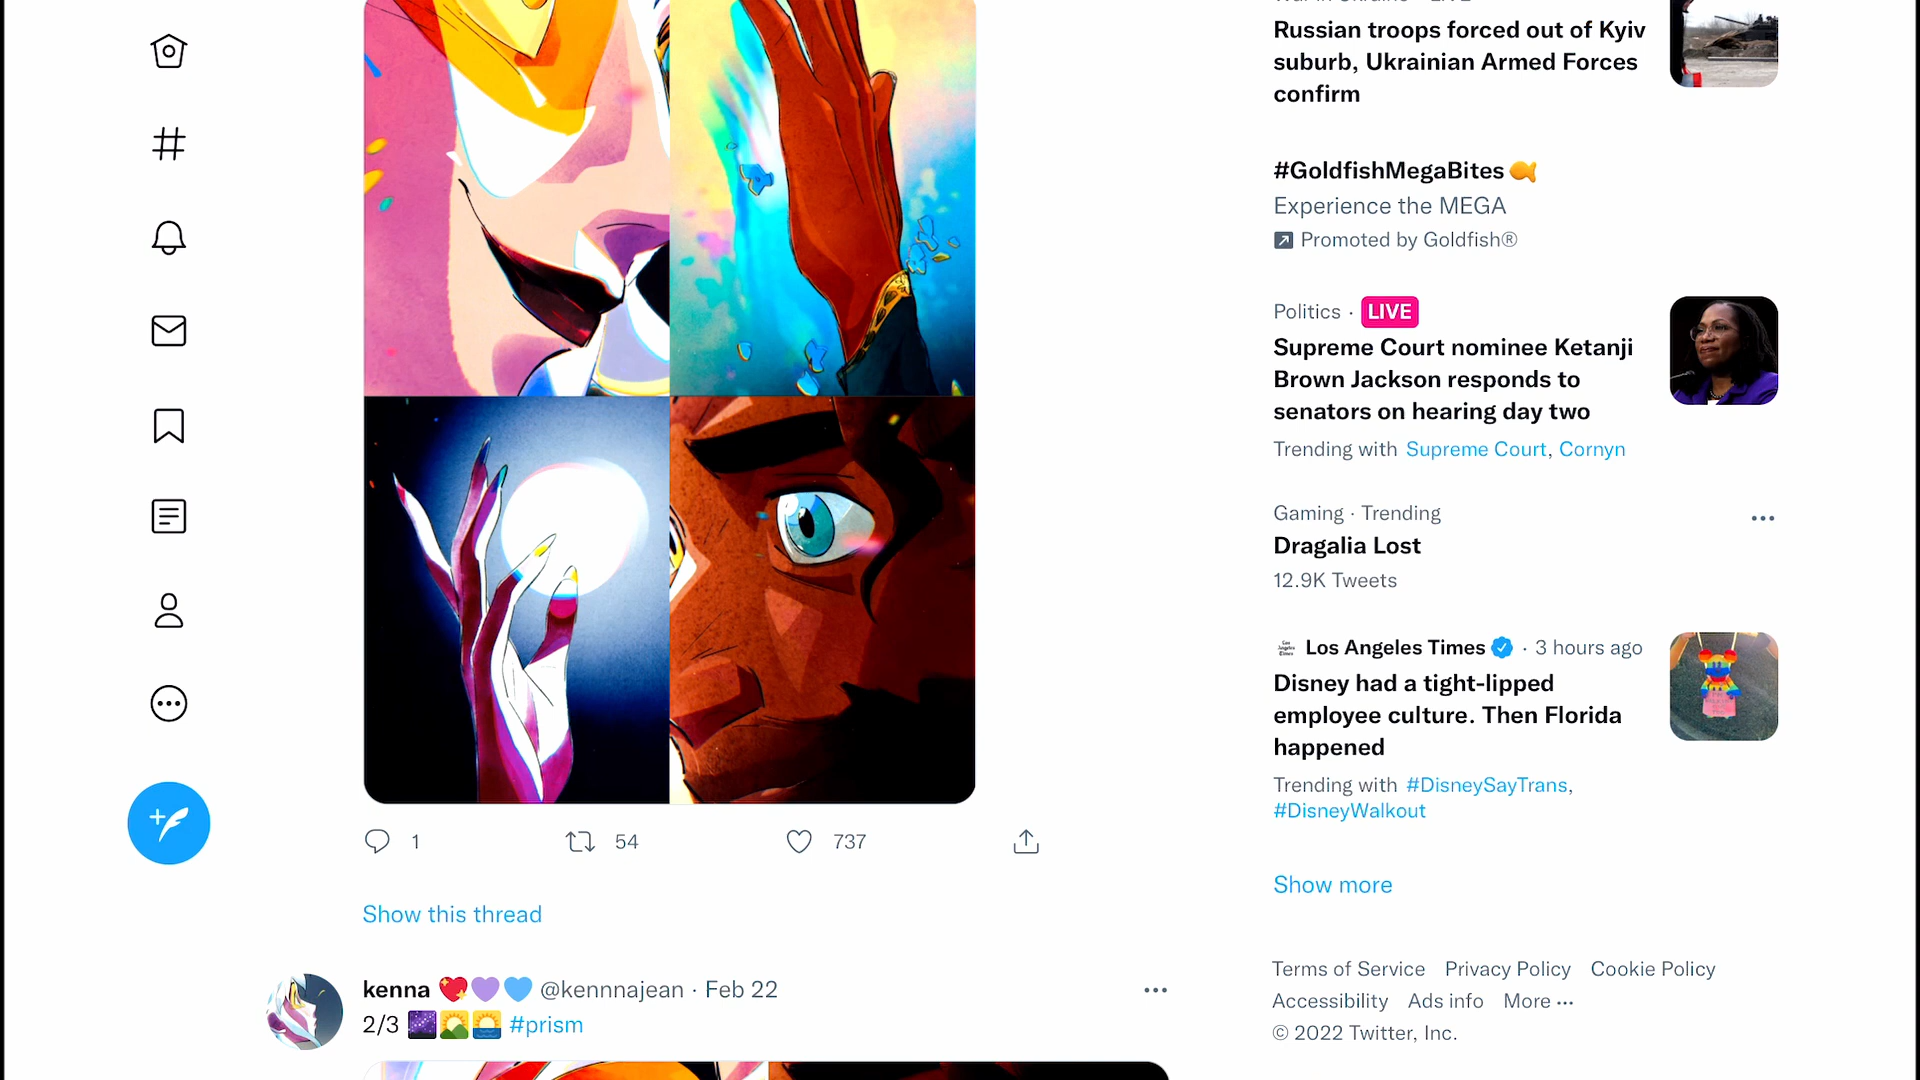 1 54 737
Show this thread
kenna @kennnajean · Feb 22
2/3 #prism
Russian troops forced out of Kyiv
suburb, Ukrainian Armed Forces
confirm
#GoldfishMegaBites
Experience the MEGA
Promoted by Goldfish®
Politics · LIVE
Supreme Court nominee Ketanji
Brown Jackson responds to
senators on hearing day two
Trending with Supreme Court, Cornyn
Gaming · Trending
Dragalia Lost
12.9K Tweets
Los Angeles Times · 3 hours ago
Disney had a tight-lipped
employee culture. Then Florida
happened
Trending with #DisneySayTrans,
#DisneyWalkout
Show more
Terms of Service Privacy Policy Cookie Policy
Accessibility Ads info More ···
© 2022 Twitter, Inc.